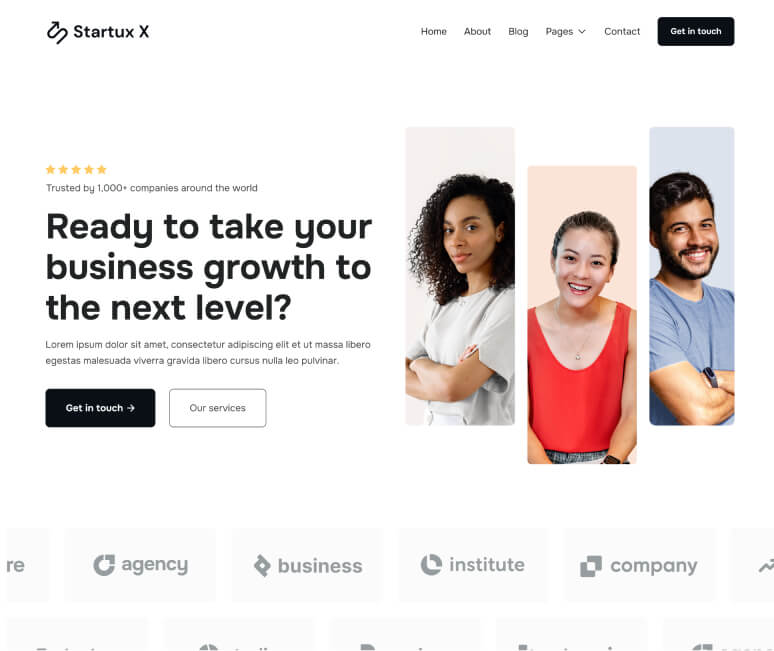 Startux X
Home About Blog Pages Contact Get in touch
Trusted by 1,000+ companies around the world
Ready to take your
business growth to
the next level?
Lorem ipsum dolor sit amet, consectetur adipiscing elit et ut massa libero
egestas malesuada viverra gravida libero cursus nulla leo pulvinar.
Get in touch → Our services
re agency business institute company